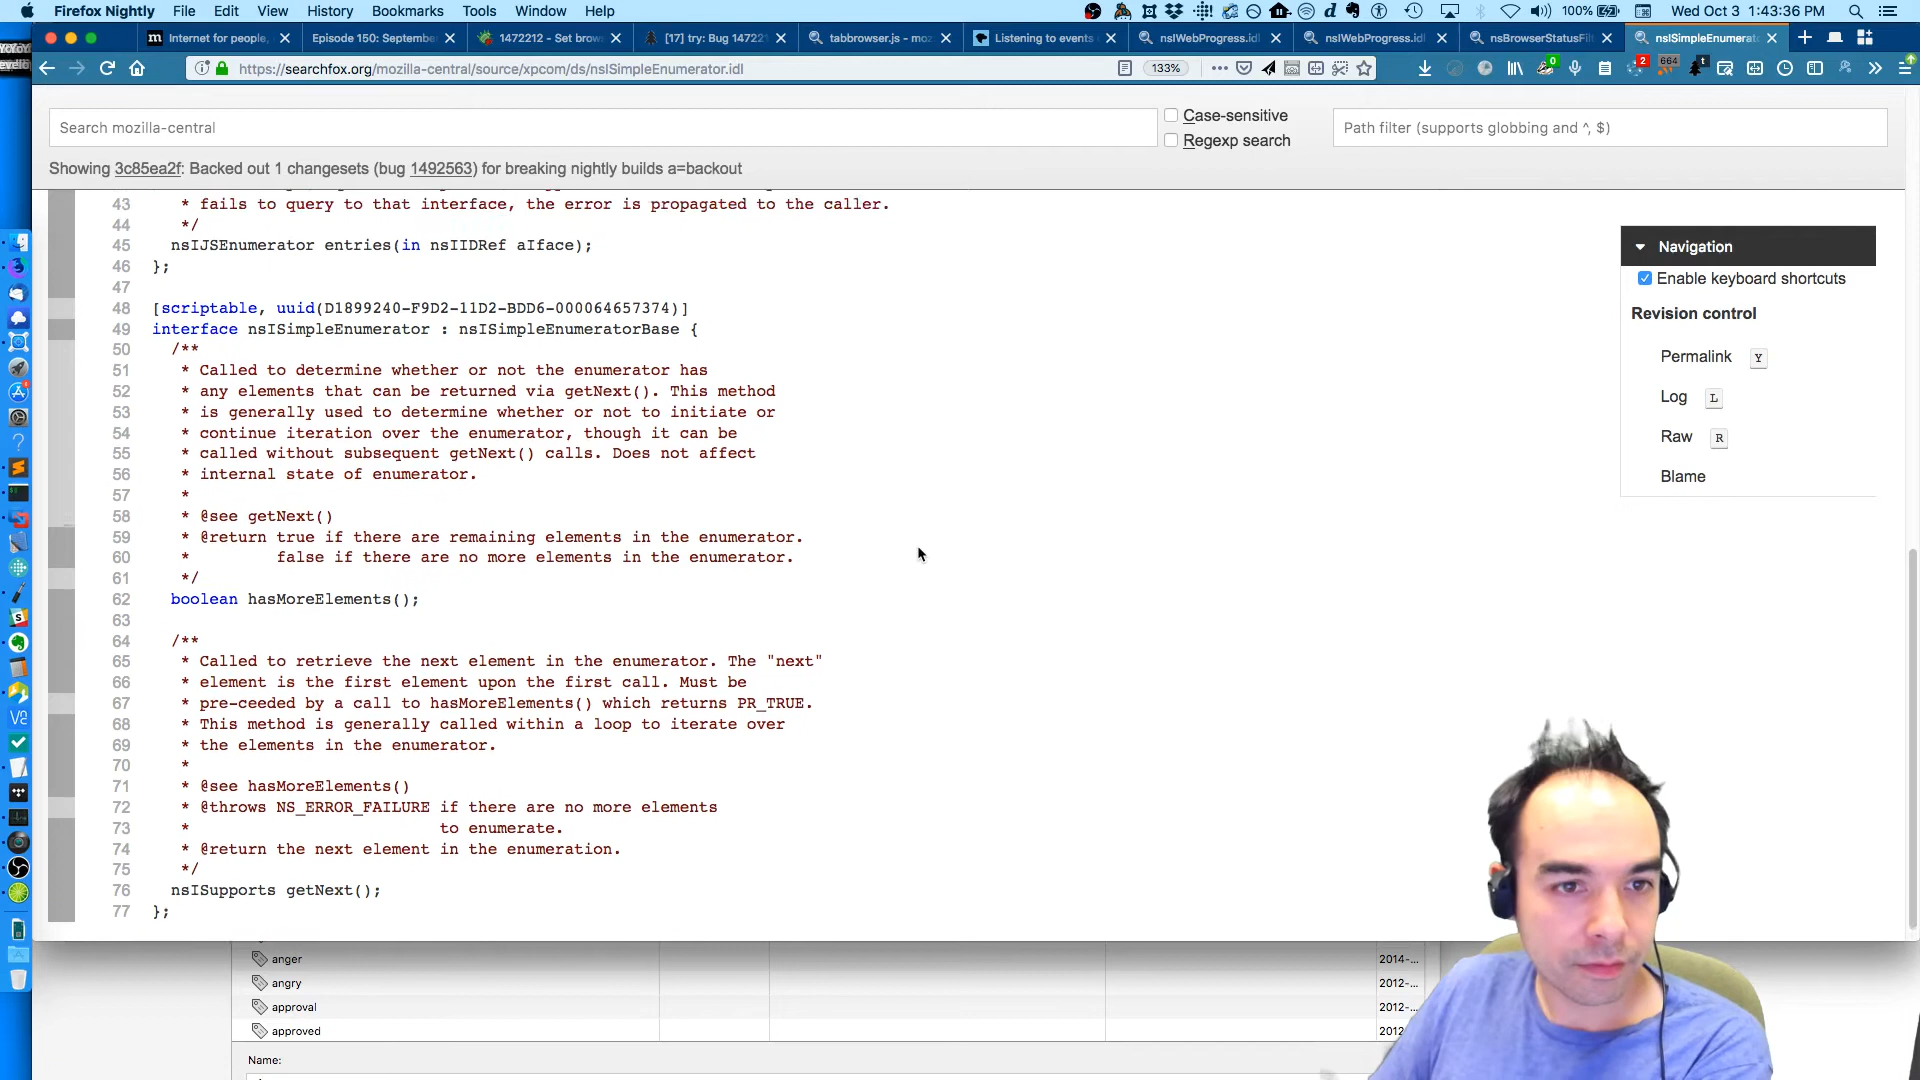 Firefox Nightly File Edit View History Bookmarks Tools Window Help 100% Wed Oct 3 1:43:36 PM
Internet for people, Episode 150: Septembe 1472212 - Set brow [17] try: Bug 14722 tabbrowser.js - moz Listening to events nsIWebProgress.idl nsIWebProgress.idl nsBrowserStatusFilt nsISimpleEnumerat
https://searchfox.org/mozilla-central/source/xpcom/ds/nsISimpleEnumerator.idl 133% 0 2 664
Search mozilla-central
Case-sensitive
Regexp search
Path filter (supports globbing and ^, $)
Showing 3c85ea2f: Backed out 1 changesets (bug 1492563) for breaking nightly builds a=backout
43 * fails to query to that interface, the error is propagated to the caller.
44 */
45 nsIJSEnumerator entries(in nsIIDRef aIface);
46 };
47
48 [scriptable, uuid(D1899240-F9D2-11D2-BDD6-000064657374)]
49 interface nsISimpleEnumerator : nsISimpleEnumeratorBase {
50 /**
51 * Called to determine whether or not the enumerator has
52 * any elements that can be returned via getNext(). This method
53 * is generally used to determine whether or not to initiate or
54 * continue iteration over the enumerator, though it can be
55 * called without subsequent getNext() calls. Does not affect
56 * internal state of enumerator.
57 *
58 * @see getNext()
59 * @return true if there are remaining elements in the enumerator.
60 * false if there are no more elements in the enumerator.
61 */
62 boolean hasMoreElements();
63
64 /**
65 * Called to retrieve the next element in the enumerator. The "next"
66 * element is the first element upon the first call. Must be
67 * pre-ceeded by a call to hasMoreElements() which returns PR_TRUE.
68 * This method is generally called within a loop to iterate over
69 * the elements in the enumerator.
70 *
71 * @see hasMoreElements()
72 * @throws NS_ERROR_FAILURE if there are no more elements
73 * to enumerate.
74 * @return the next element in the enumeration.
75 */
76 nsISupports getNext();
77 };
Navigation
Enable keyboard shortcuts
Revision control
Permalink Y
Log L
Raw R
Blame
anger 2014-...
angry 2012-...
approval 2012-...
approved 2012
Name: